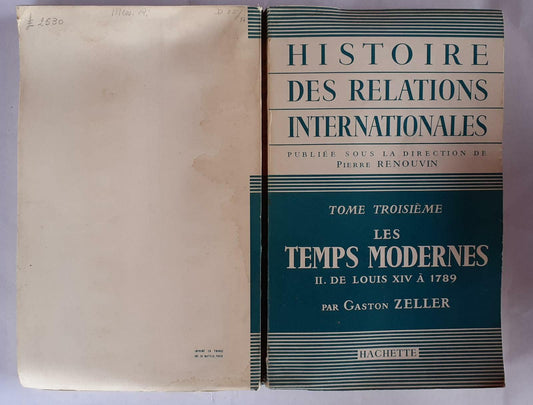 # 2530
HISTOIRE
DES RELATIONS
INTERNATIONALES
PUBLIÉE SOUS LA DIRECTION DE
PIERRE RENOUVIN
TOME TROISIÈME
LES
TEMPS MODERNES
II. DE LOUIS XIV À 1789
PAR GASTON ZELLER
HACHETTE